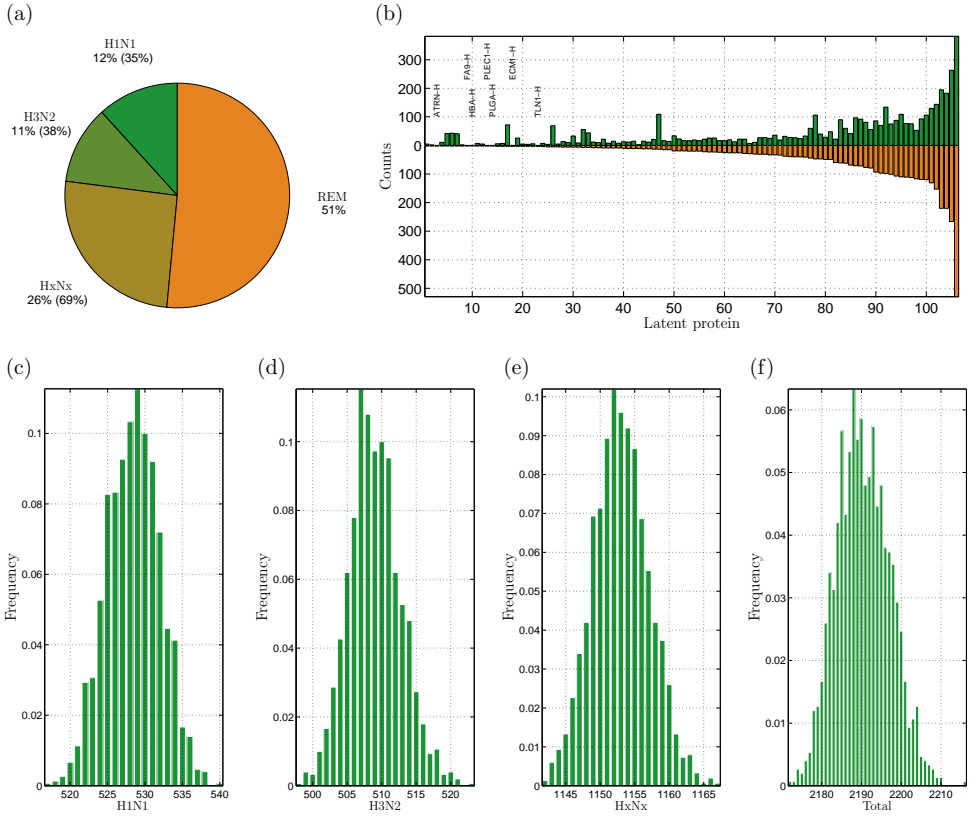 (a)
H1N1
12% (35%)
H3N2
11% (38%)
HxNx
26% (69%)
REM
51%
(b)
300
200
100
0
100
200
300
400
500
Counts
ATRN−H
FA9−H
HBA−H
PLEC1−H
PLGA−H
ECM1−H
TLN1−H
10 20 30 40 50 60 70 80 90 100
Latent protein
(c)
0.1
0.08
0.06
0.04
0.02
0
Frequency
520 525 530 535 540
H1N1
(d)
0.1
0.08
0.06
0.04
0.02
0
Frequency
500 505 510 515 520
H3N2
(e)
0.1
0.09
0.08
0.07
0.06
0.05
0.04
0.03
0.02
0.01
0
Frequency
1145 1150 1155 1160 1165
HxNx
(f)
0.06
0.05
0.04
0.03
0.02
0.01
0
Frequency
2180 2190 2200 2210
Total